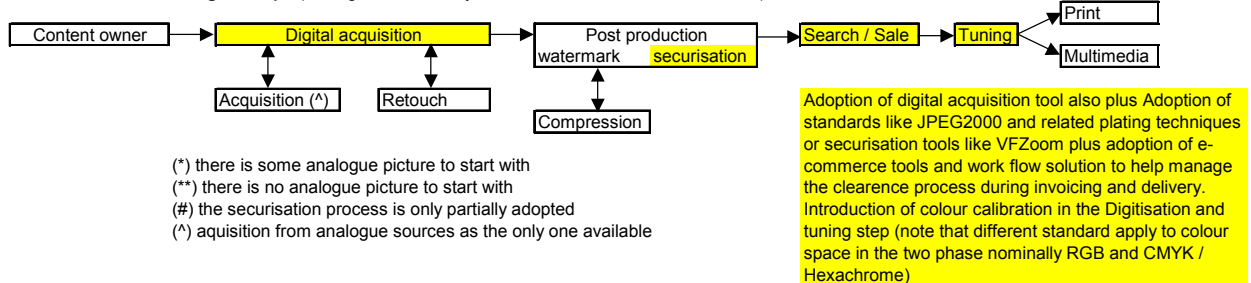 Print
Content owner Digital acquisition Post production Search / Sale Tuning
watermark securisation Multimedia
Acquisition (^) Retouch
Compression
Adoption of digital acquisition tool also plus Adoption of
standards like JPEG2000 and related plating techniques
or securisation tools like VFZoom plus adoption of e-
commerce tools and work flow solution to help manage
the clearence process during invoicing and delivery.
Introduction of colour calibration in the Digitisation and
tuning step (note that different standard apply to colour
space in the two phase nominally RGB and CMYK /
Hexachrome)
(*) there is some analogue picture to start with
(**) there is no analogue picture to start with
(#) the securisation process is only partially adopted
(^) aquisition from analogue sources as the only one available